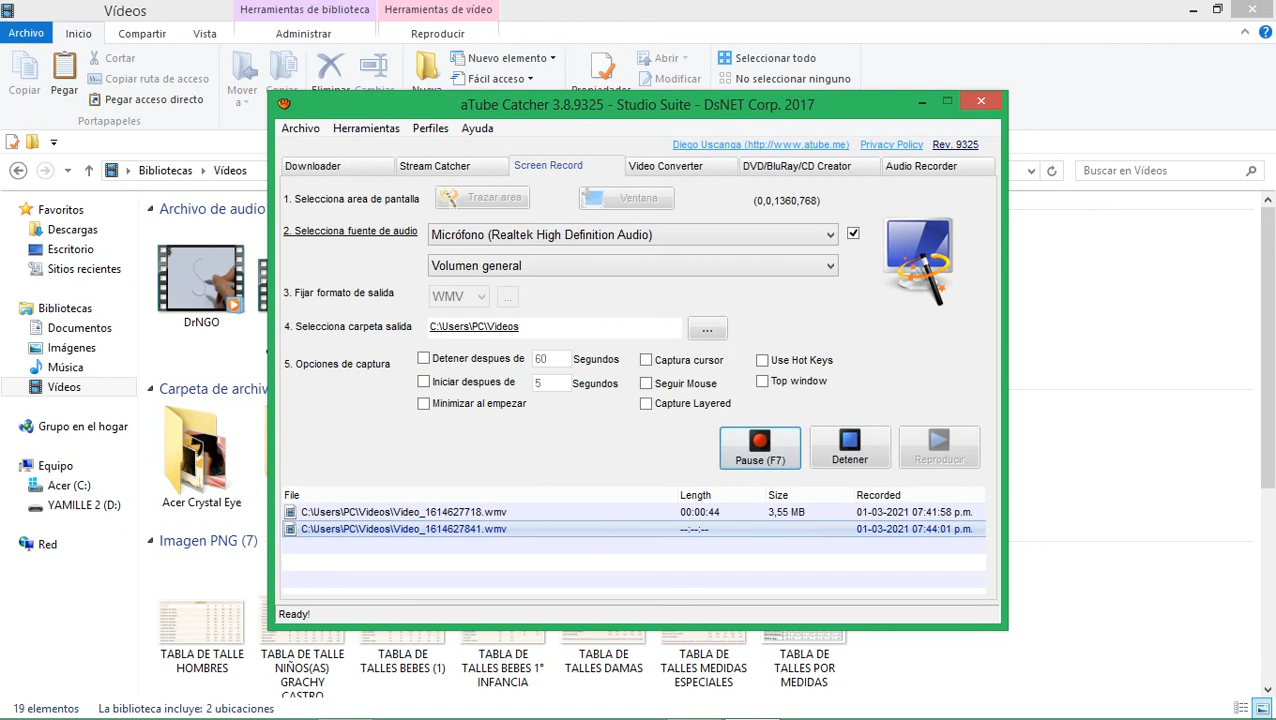 Vídeos
Herramientas de biblioteca
Herramientas de vídeo
Archivo
Inicio
Compartir
Vista
Administrar
Reproducir
Copiar
Pegar
Cortar
Copiar ruta de acceso
Pegar acceso directo
Portapapeles
Mover
a
Nuevo elemento
Fácil acceso
Abrir
Modificar
Seleccionar todo
No seleccionar ninguno
Bibliotecas
Vídeos
Buscar en Vídeos
aTube Catcher 3.8.9325 - Studio Suite - DsNET Corp. 2017
Archivo
Herramientas
Perfiles
Ayuda
Diego Uscanga (http://www.atube.me)
Privacy Policy
Rev. 9325
Downloader
Stream Catcher
Screen Record
Video Converter
DVD/BluRay/CD Creator
Audio Recorder
1. Selecciona area de pantalla
Trazar area
Ventana
(0,0,1360,768)
2. Selecciona fuente de audio
Micrófono (Realtek High Definition Audio)
Volumen general
3. Fijar formato de salida
WMV
...
4. Selecciona carpeta salida
C:\Users\PC\Videos
...
5. Opciones de captura
Detener despues de
60
Segundos
Captura cursor
Use Hot Keys
Iniciar despues de
5
Segundos
Seguir Mouse
Top window
Minimizar al empezar
Capture Layered
Pause (F7)
Detener
Reproducir
File
Length
Size
Recorded
C:\Users\PC\Videos\Video_1614627718.wmv
00:00:44
3,55 MB
01-03-2021 07:41:58 p.m.
C:\Users\PC\Videos\Video_1614627841.wmv
--:--:--
01-03-2021 07:44:01 p.m.
Ready!
Favoritos
Descargas
Escritorio
Sitios recientes
Bibliotecas
Documentos
Imágenes
Música
Vídeos
Grupo en el hogar
Equipo
Acer (C:)
YAMILLE 2 (D:)
Red
Archivo de audio
DrNGO
Carpeta de archivo
Acer Crystal Eye
Imagen PNG (7)
TABLA DE TALLE
HOMBRES
TABLA DE TALLE
NIÑOS(AS)
GRACHY
CASTRO
TABLA DE
TALLES BEBES (1)
TABLA DE
TALLES BEBES 1°
INFANCIA
TABLA DE
TALLES DAMAS
TABLA DE
TALLES MEDIDAS
ESPECIALES
TABLA DE
TALLES POR
MEDIDAS
19 elementos
La biblioteca incluye: 2 ubicaciones